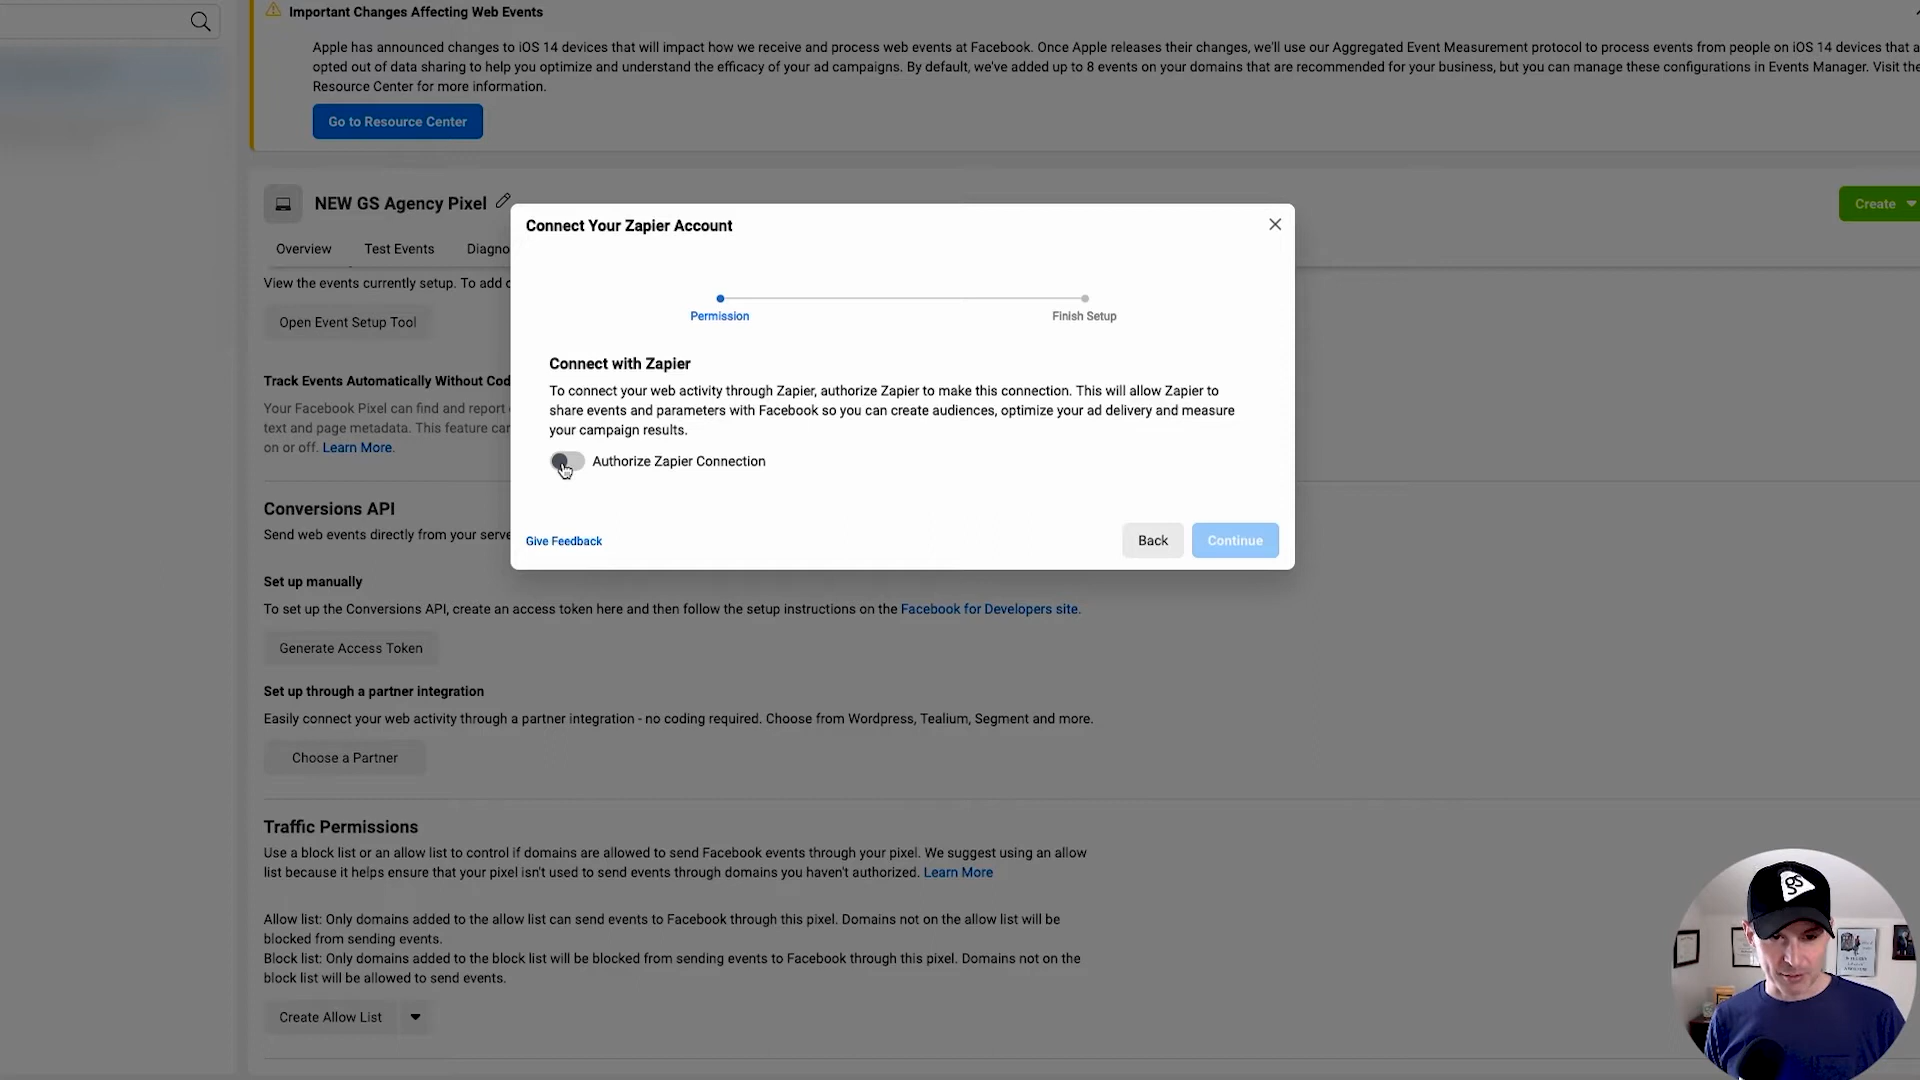 Important Changes Affecting Web Events
Apple has announced changes to iOS 14 devices that will impact how we receive and process web events at Facebook. Once Apple releases their changes, we'll use our Aggregated Event Measurement protocol to process events from people on iOS 14 devices that a
opted out of data sharing to help you optimize and understand the efficacy of your ad campaigns. By default, we've added up to 8 events on your domains that are recommended for your business, but you can manage these configurations in Events Manager. Visit the
Resource Center for more information.
Go to Resource Center
NEW GS Agency Pixel
Create
Overview
Test Events
Diagno
View the events currently setup. To add
Open Event Setup Tool
Track Events Automatically Without Cod
Your Facebook Pixel can find and report
text and page metadata. This feature can
on or off. Learn More.
Connect Your Zapier Account
Permission
Finish Setup
Connect with Zapier
To connect your web activity through Zapier, authorize Zapier to make this connection. This will allow Zapier to
share events and parameters with Facebook so you can create audiences, optimize your ad delivery and measure
your campaign results.
Authorize Zapier Connection
Give Feedback
Back
Continue
Conversions API
Send web events directly from your serve
Set up manually
To set up the Conversions API, create an access token here and then follow the setup instructions on the Facebook for Developers site.
Generate Access Token
Set up through a partner integration
Easily connect your web activity through a partner integration - no coding required. Choose from Wordpress, Tealium, Segment and more.
Choose a Partner
Traffic Permissions
Use a block list or an allow list to control if domains are allowed to send Facebook events through your pixel. We suggest using an allow
list because it helps ensure that your pixel isn't used to send events through domains you haven't authorized. Learn More
Allow list: Only domains added to the allow list can send events to Facebook through this pixel. Domains not on the allow list will be
blocked from sending events.
Block list: Only domains added to the block list will be blocked from sending events to Facebook through this pixel. Domains not on the
block list will be allowed to send events.
Create Allow List
gs